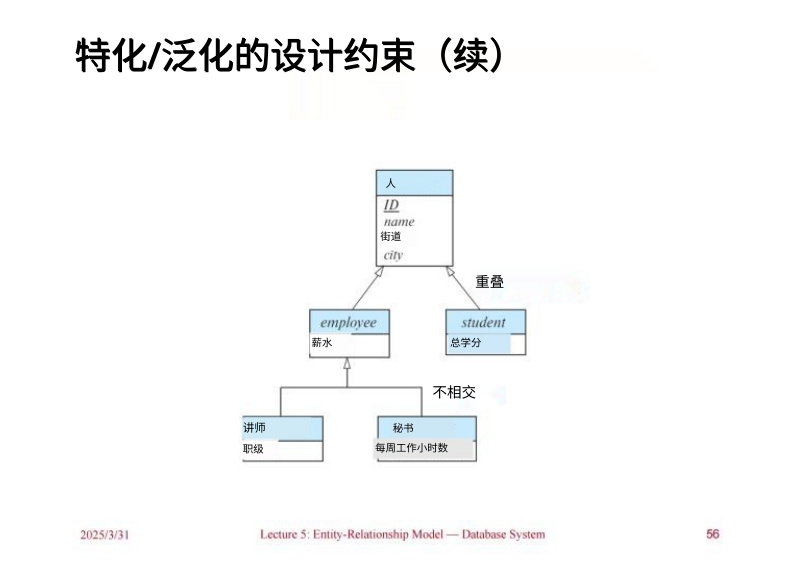 特化/泛化的设计约束（续）
人
ID
name
街道
city
重叠
employee
student
薪水
总学分
不相交
讲师
秘书
职级
每周工作小时数
2025/3/31
Lecture 5: Entity-Relationship Model — Database System
56